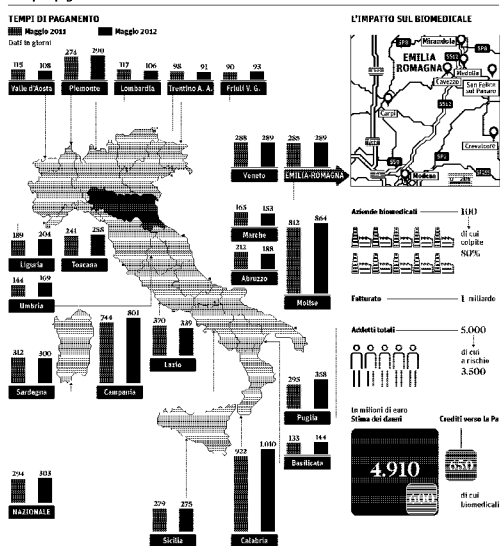 TEMPI DI PAGAMENTO
Maggio 2011 Maggio 2012
Dati in giorni
115 108
Valle d'Aosta
274 290
Piemonte
117 106
Lombardia
98 91
Trentino A. A.
90 93
Friuli V. G.
288 289
Veneto
285 289
EMILIA-ROMAGNA
163 153
Marche
212 188
Abruzzo
812 864
Molise
189 204
Liguria
241 258
Toscana
144 169
Umbria
312 300
Sardegna
744 801
Campania
370 339
Lazio
295 358
Puglia
133 144
Basilicata
294 303
NAZIONALE
279 275
Sicilia
922 1.010
Calabria
L'IMPATTO SUL BIOMEDICALE
EMILIA
ROMAGNA
Mirandola
Medolla
Cavezzo
San Felice
sul Panaro
Carpi
Crevalcore
Modena
SS12
Aziende biomedicali 100
di cui
colpite
80%
Fatturato 1 miliardo
Addetti totali 5.000
di cui
a rischio
3.500
In milioni di euro
Stima dei danni
Crediti verso la Pa
4.910
600
650
di cui
biomedicali